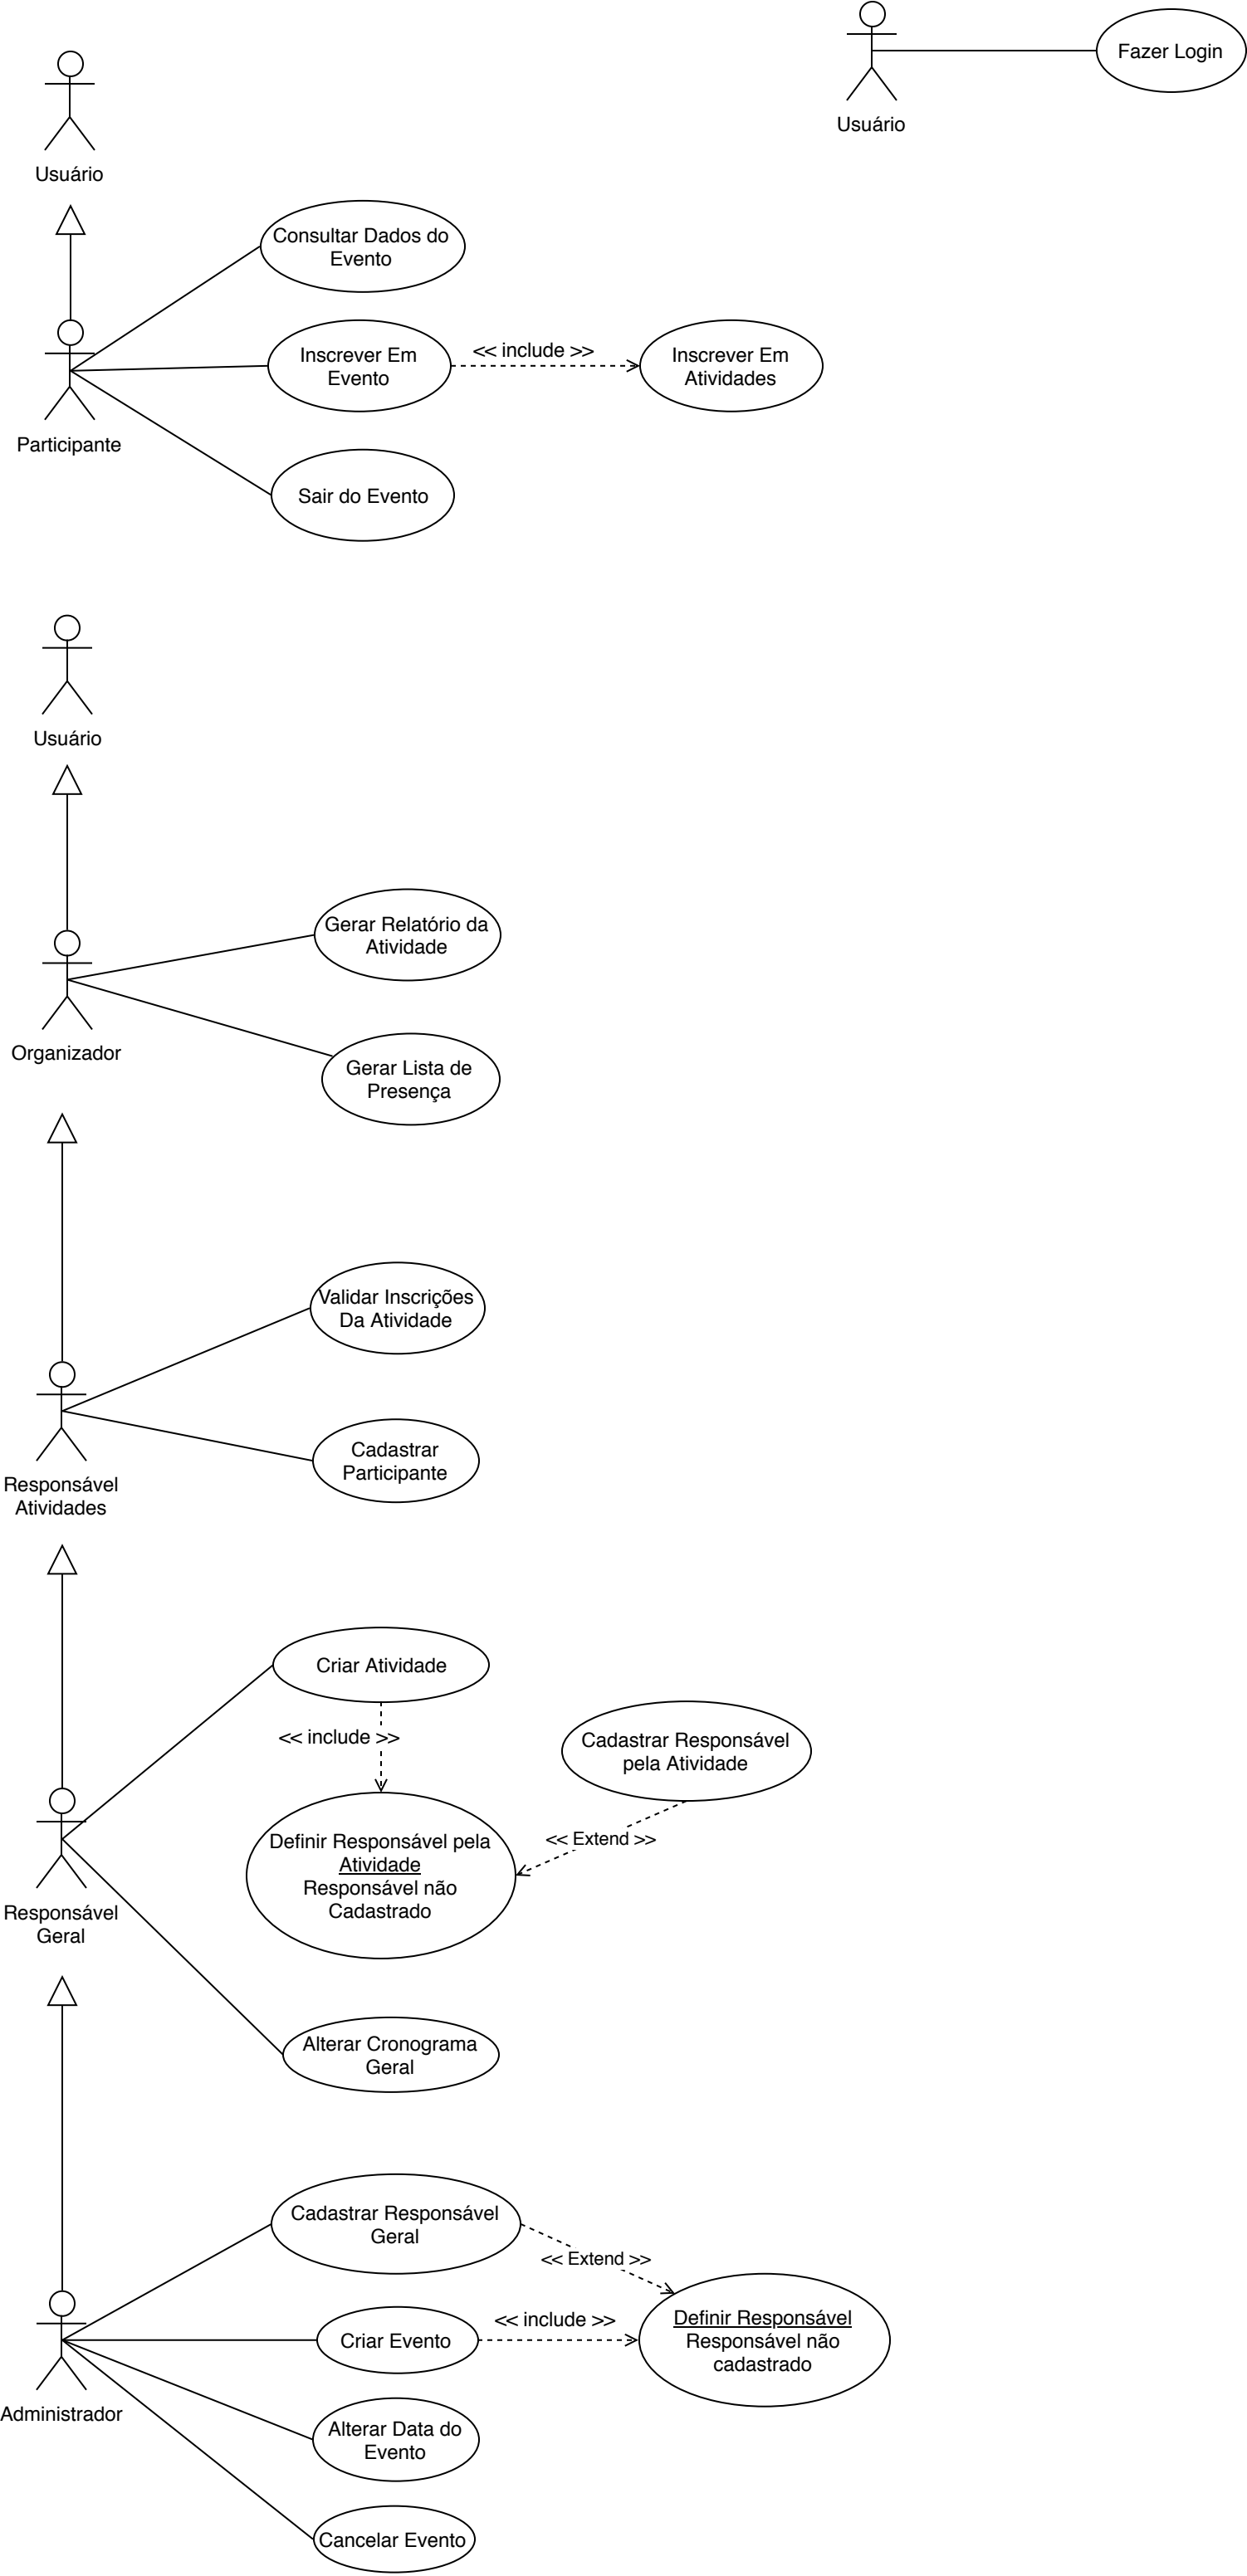 Fazer Login
Usuário
Usuário
Consultar Dados do
Evento
Inscrever Em
Evento
<< include >>
Inscrever Em
Atividades
Participante
Sair do Evento
Usuário
Gerar Relatório da
Atividade
Organizador
Gerar Lista de
Presença
Validar Inscrições
Da Atividade
Cadastrar
Participante
Responsável
Atividades
Criar Atividade
<< include >>
Cadastrar Responsável
pela Atividade
<< Extend >>
Definir Responsável pela
Atividade
Responsável não
Cadastrado
Responsável
Geral
Alterar Cronograma
Geral
Cadastrar Responsável
Geral
<< Extend >>
Criar Evento
<< include >>
Definir Responsável
Responsável não
cadastrado
Administrador
Alterar Data do
Evento
Cancelar Evento